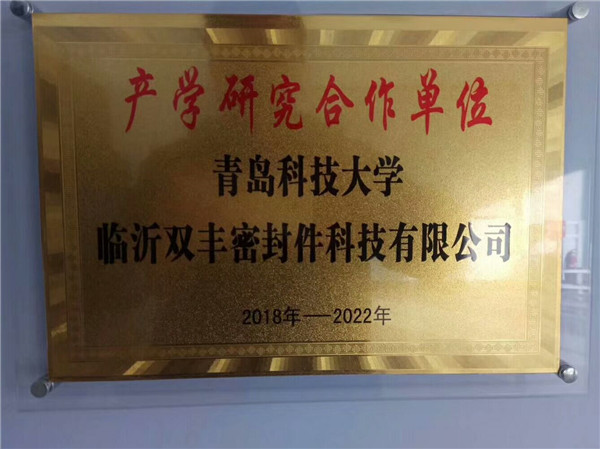 产学研究合作单位
青岛科技大学
临沂双丰密封件科技有限公司
2018年——2022年